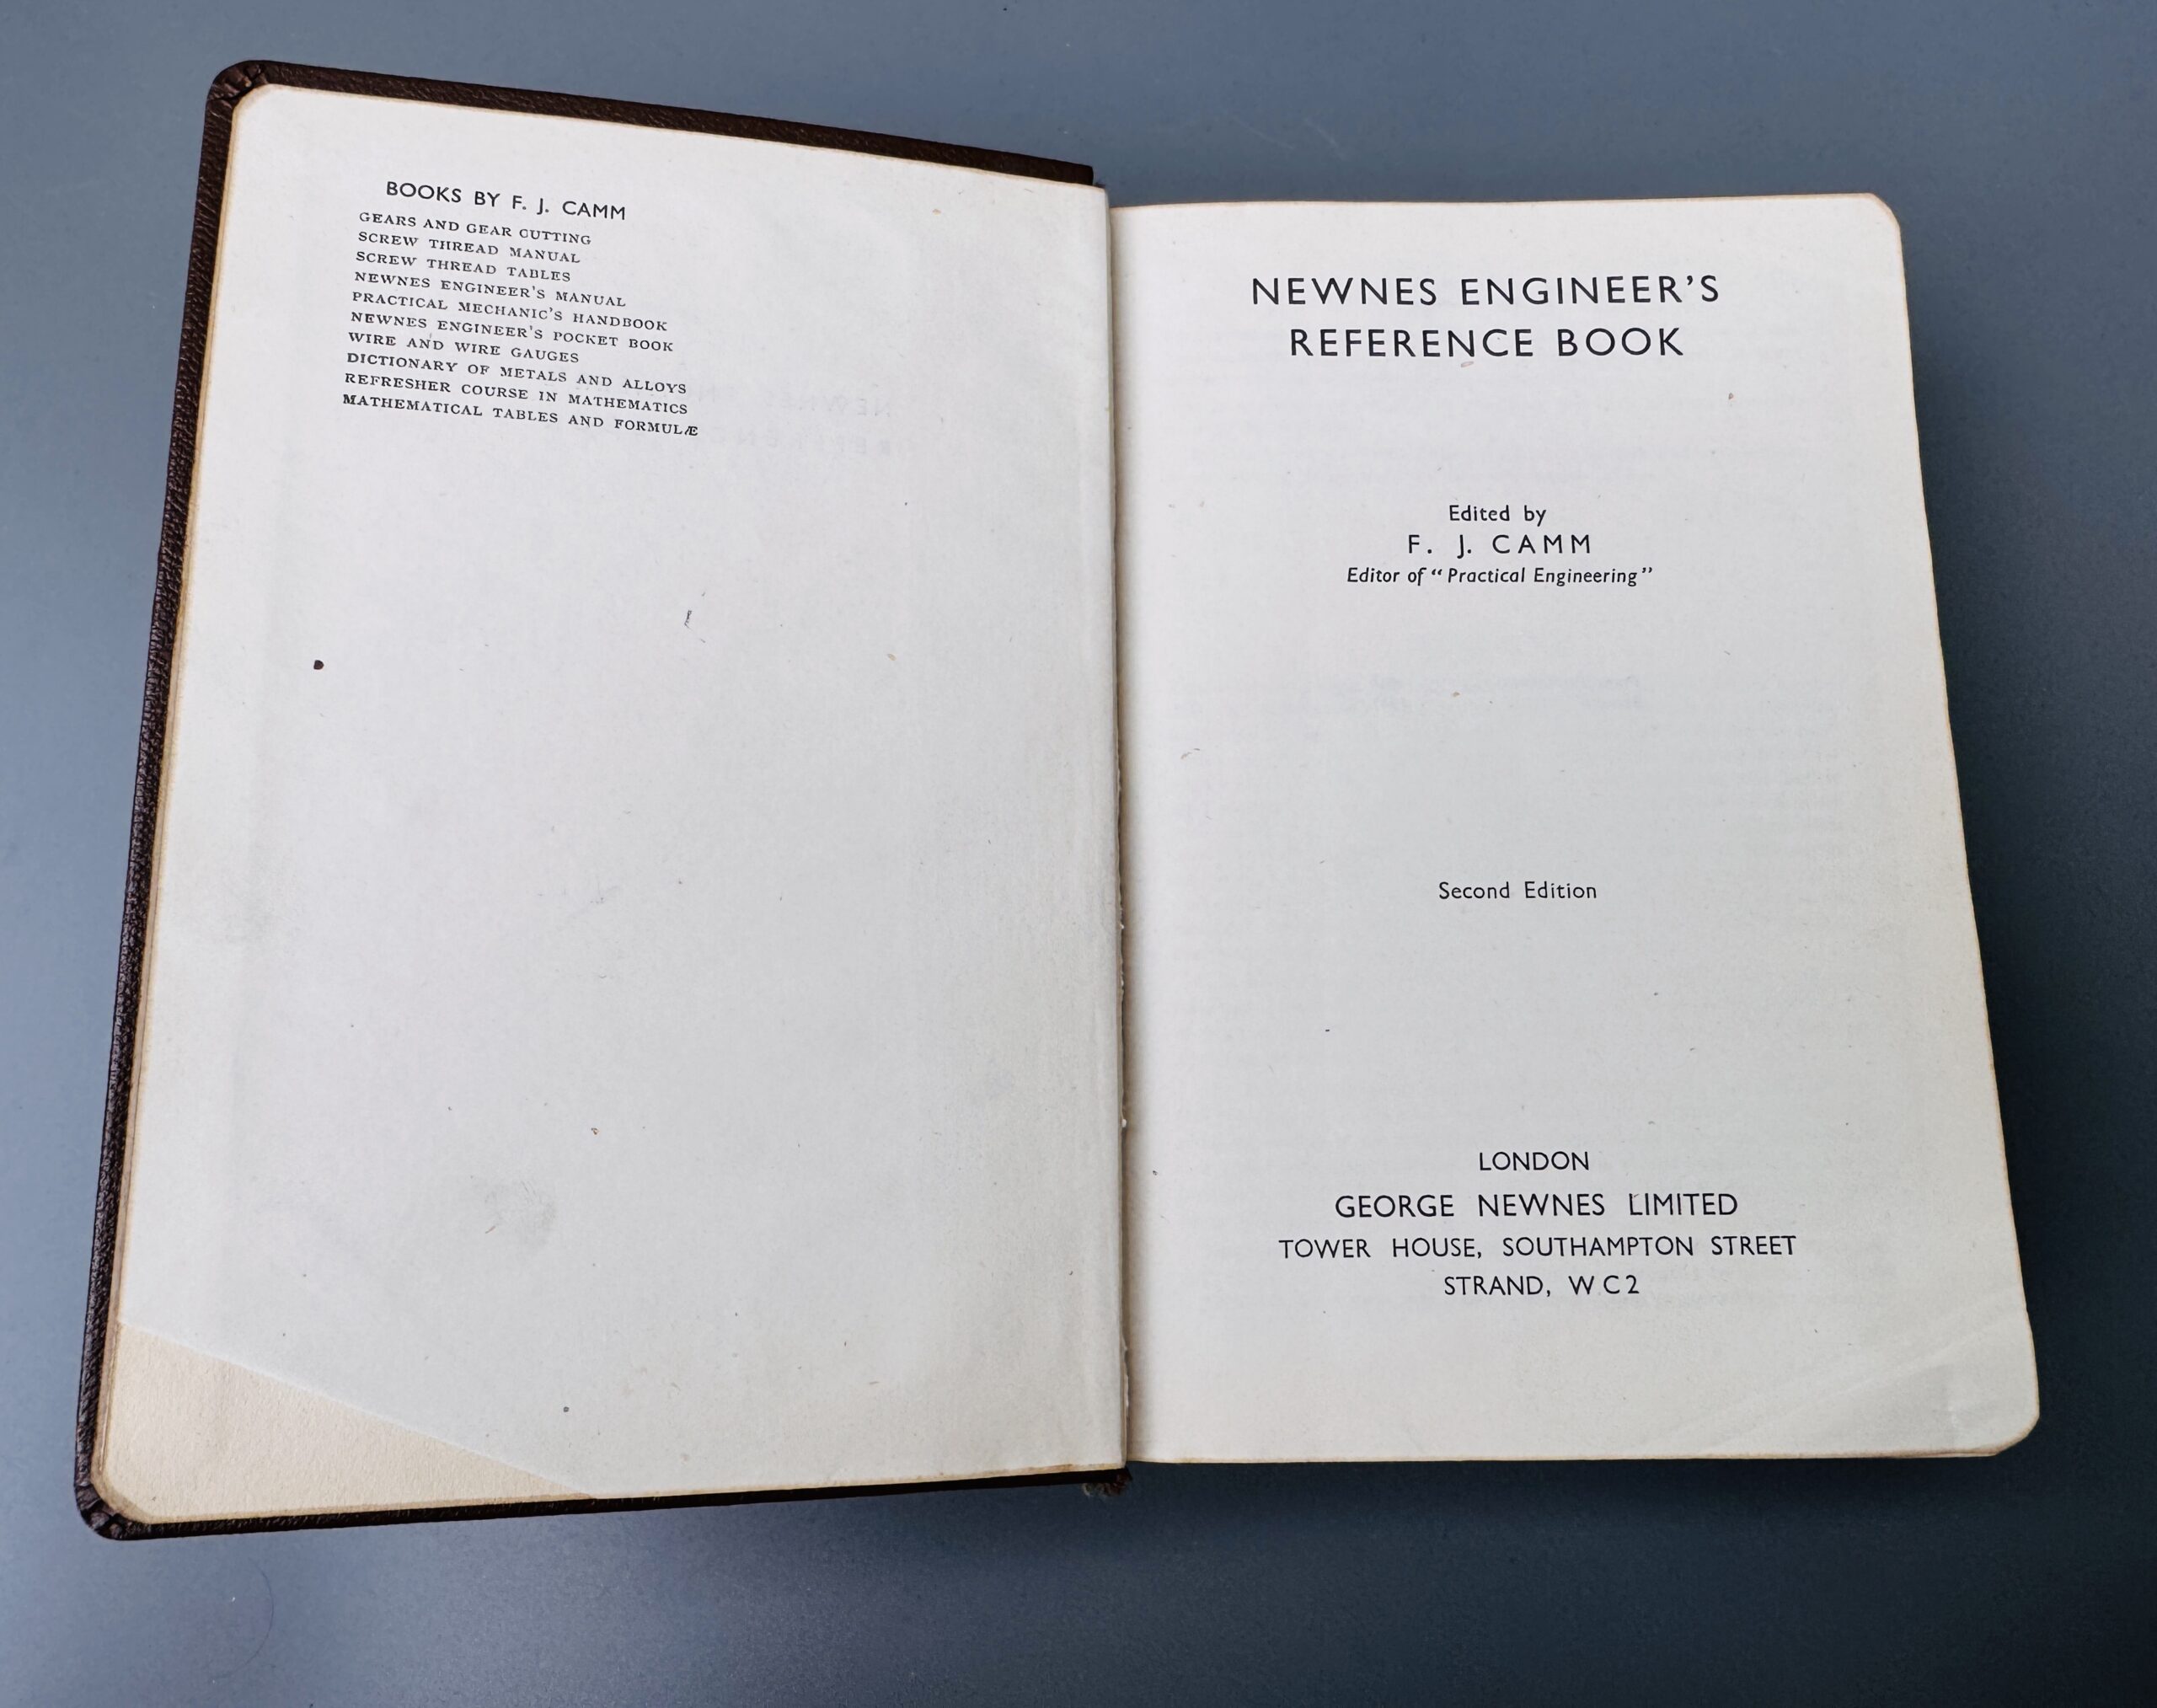 BOOKS BY F. J. CAMM
GEARS AND GEAR CUTTING
SCREW THREAD MANUAL
SCREW THREAD TABLES
NEWNES ENGINEER'S MANUAL
PRACTICAL MECHANIC'S HANDBOOK
NEWNES ENGINEER'S POCKET BOOK
WIRE AND WIRE GAUGES
DICTIONARY OF METALS AND ALLOYS
REFRESHER COURSE IN MATHEMATICS
MATHEMATICAL TABLES AND FORMULÆ
NEWNES ENGINEER'S
REFERENCE BOOK
Edited by
F. J. CAMM
Editor of “Practical Engineering”
Second Edition
LONDON
GEORGE NEWNES LIMITED
TOWER HOUSE, SOUTHAMPTON STREET
STRAND, W C 2